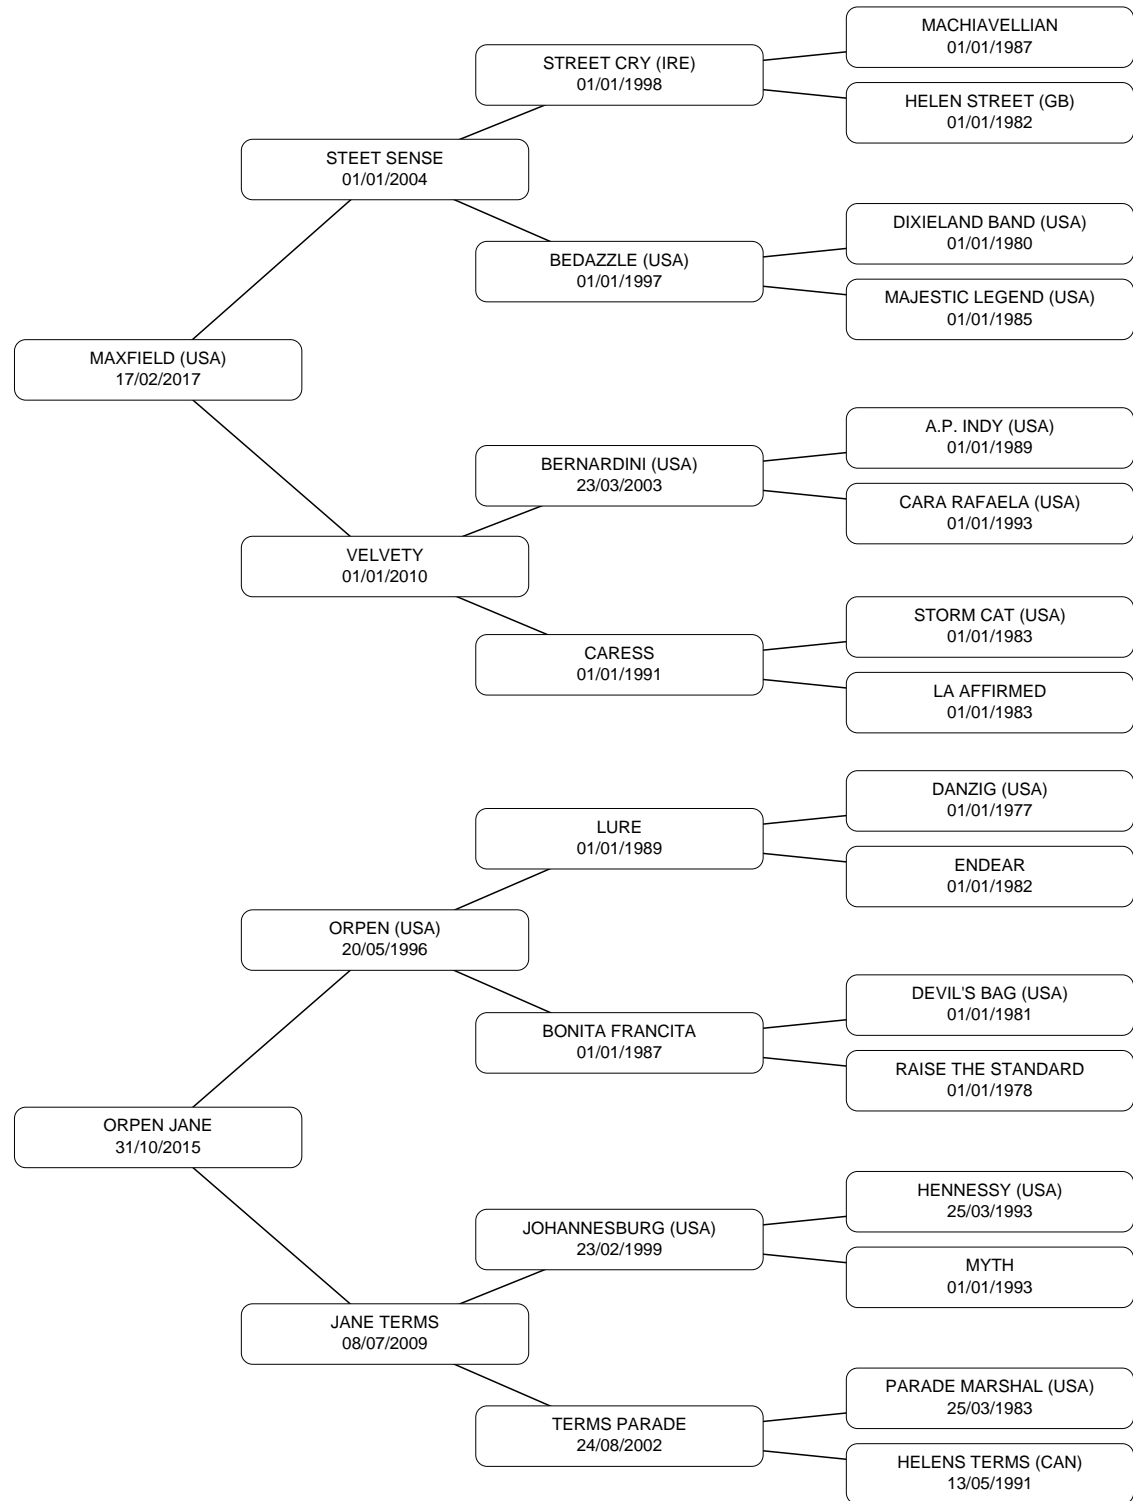 MACHIAVELLIAN
01/01/1987
STREET CRY (IRE)
01/01/1998
HELEN STREET (GB)
01/01/1982
STEET SENSE
01/01/2004
DIXIELAND BAND (USA)
01/01/1980
BEDAZZLE (USA)
01/01/1997
MAJESTIC LEGEND (USA)
01/01/1985
MAXFIELD (USA)
17/02/2017
A.P. INDY (USA)
01/01/1989
BERNARDINI (USA)
23/03/2003
CARA RAFAELA (USA)
01/01/1993
VELVETY
01/01/2010
STORM CAT (USA)
01/01/1983
CARESS
01/01/1991
LA AFFIRMED
01/01/1983
DANZIG (USA)
01/01/1977
LURE
01/01/1989
ENDEAR
01/01/1982
ORPEN (USA)
20/05/1996
DEVIL'S BAG (USA)
01/01/1981
BONITA FRANCITA
01/01/1987
RAISE THE STANDARD
01/01/1978
ORPEN JANE
31/10/2015
HENNESSY (USA)
25/03/1993
JOHANNESBURG (USA)
23/02/1999
MYTH
01/01/1993
JANE TERMS
08/07/2009
PARADE MARSHAL (USA)
25/03/1983
TERMS PARADE
24/08/2002
HELENS TERMS (CAN)
13/05/1991